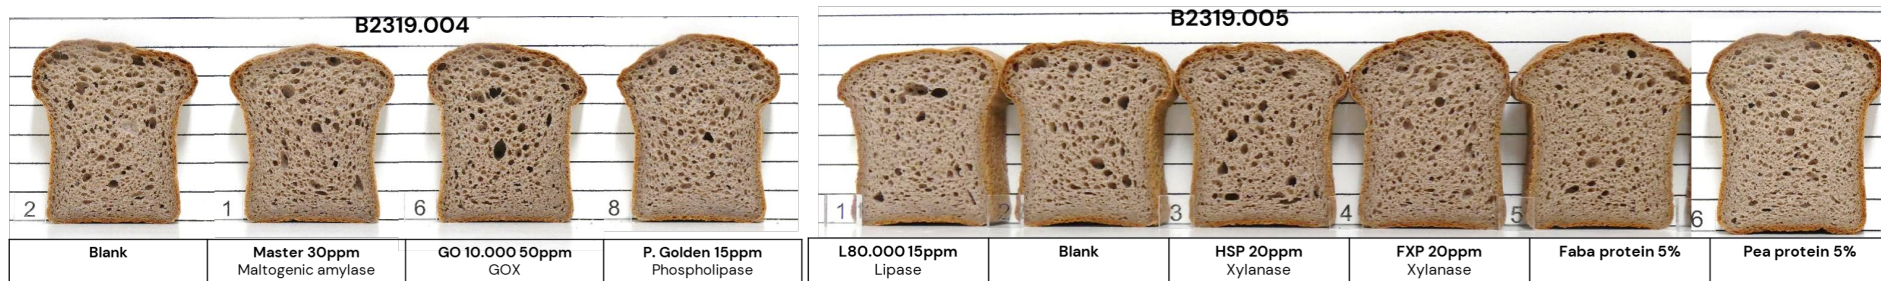 B2319.004
B2319.005
2
1
6
8
1
2
3
4
5
6
Blank
Master 30ppm
Maltogenic amylase
GO 10.000 50ppm
GOX
P. Golden 15ppm
Phospholipase
L80.000 15ppm
Lipase
Blank
HSP 20ppm
Xylanase
FXP 20ppm
Xylanase
Faba protein 5%
Pea protein 5%